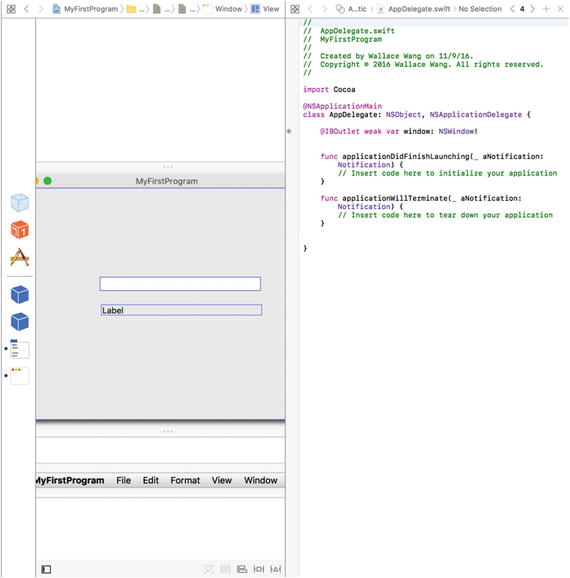 MyFirstProgram ... ... ... Window View
A...tic AppDelegate.swift No Selection 4
//
// AppDelegate.swift
// MyFirstProgram
//
// Created by Wallace Wang on 11/9/16.
// Copyright © 2016 Wallace Wang. All rights reserved.
//
import Cocoa
@NSApplicationMain
class AppDelegate: NSObject, NSApplicationDelegate {
@IBOutlet weak var window: NSWindow!
func applicationDidFinishLaunching(_ aNotification:
Notification) {
// Insert code here to initialize your application
}
func applicationWillTerminate(_ aNotification:
Notification) {
// Insert code here to tear down your application
}
}
MyFirstProgram
1
Label
MyFirstProgram File Edit Format View Window